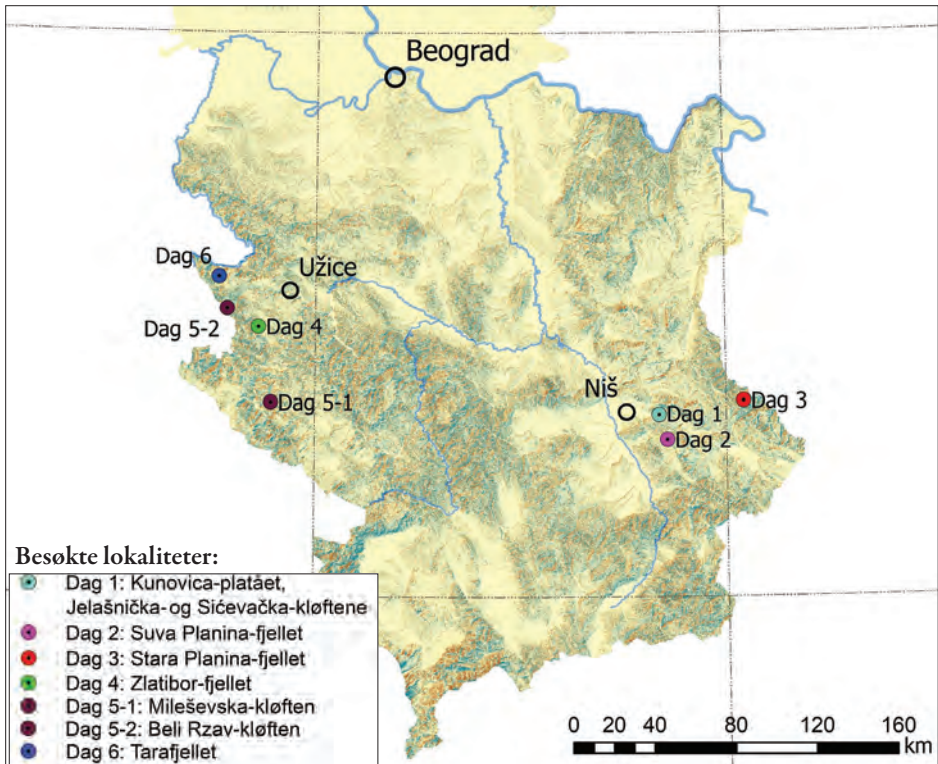 Beograd
Dag 6
Užice
Dag 5-2
Dag 4
Niš
Dag 3
Dag 5-1
Dag 1
Dag 2
Besøkte lokaliteter:
Dag 1: Kunovica-platået,
Jelašnička-og Sićevačka-kløftene
Dag 2: Suva Planina-fjellet
Dag 3: Stara Planina-fjellet
Dag 4: Zlatibor-fjellet
Dag 5-1: Mileševska-kløften
Dag 5-2: Beli Rzav-kløften
Dag 6: Tarafjellet
0 40 80 120 160
km